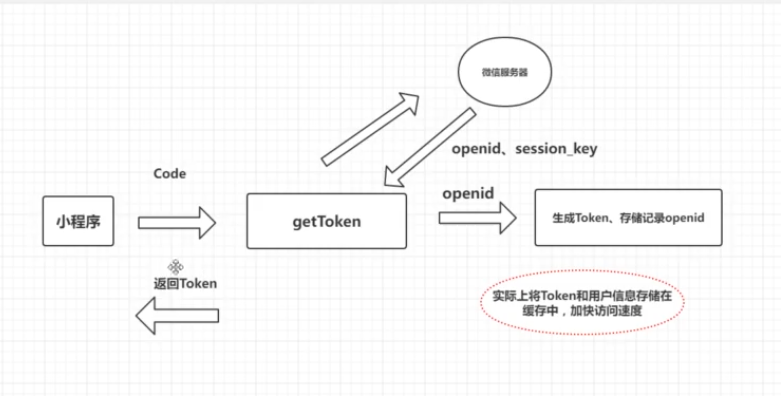 微信服务器
openid、session_key
Code
openid
小程序
getToken
生成Token、存储记录openid
返回Token
实际上将Token和用户信息存储在
缓存中，加快访问速度